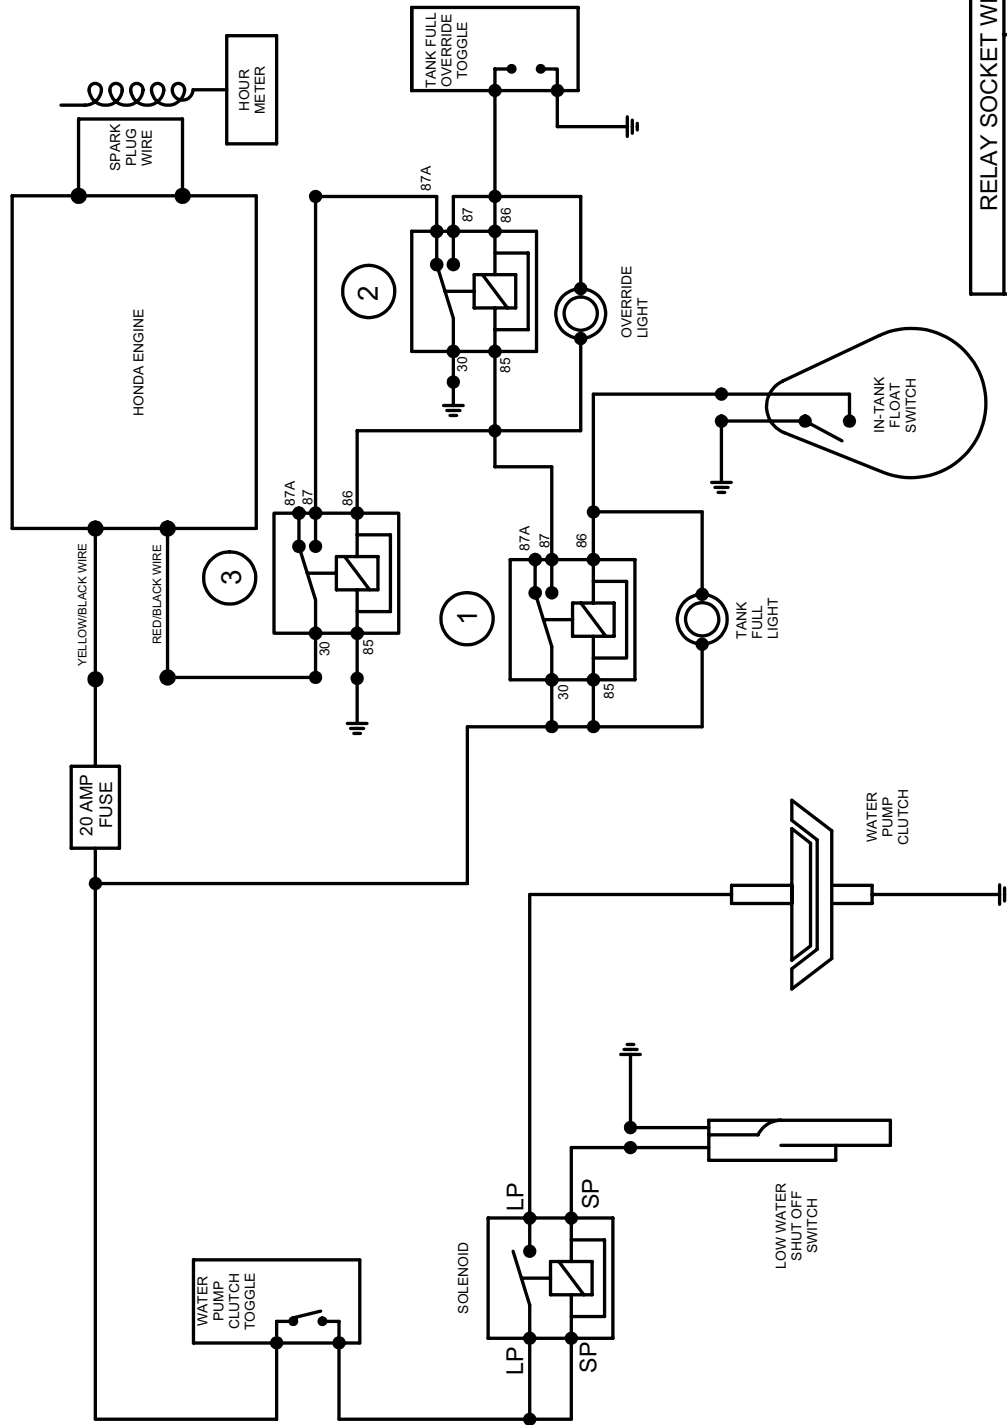 HOUR
METER
SPARK
PLUG
WIRE
HONDA ENGINE
YELLOW/BLACK WIRE
RED/BLACK WIRE
20 AMP
FUSE
TANK FULL
OVERRIDE
TOGGLE
87A
87
86
2
30
85
OVERRIDE
LIGHT
87A
87
86
3
30
85
87A
87
86
1
30
85
TANK
FULL
LIGHT
IN-TANK
FLOAT
SWITCH
WATER
PUMP
CLUTCH
WATER
PUMP
CLUTCH
TOGGLE
SOLENOID
LP
SP
LP
SP
LOW WATER
SHUT OFF
SWITCH
RELAY SOCKET